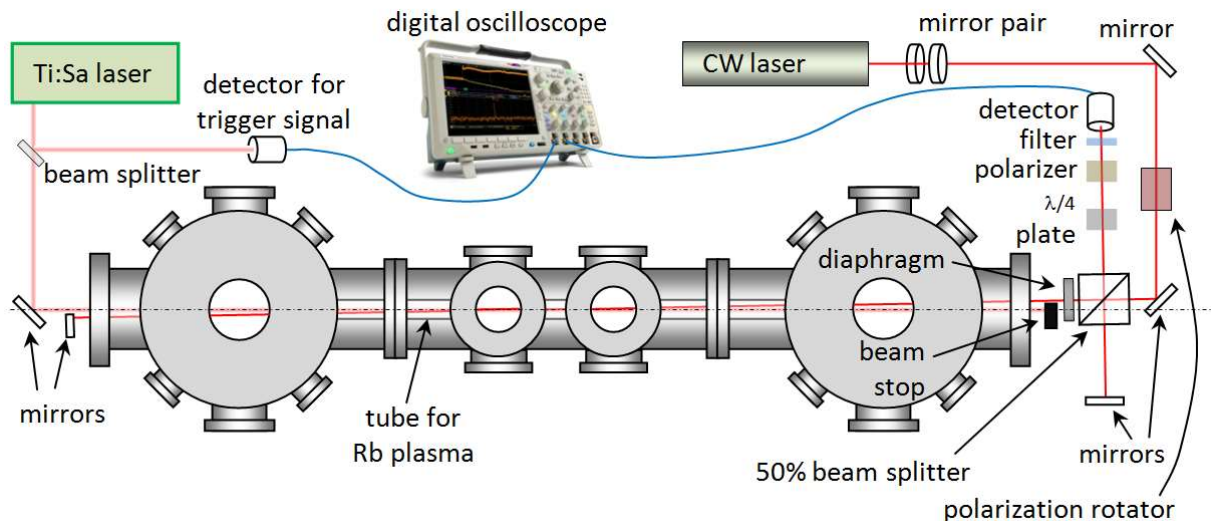 digital oscilloscope
mirror pair
mirror
Ti:Sa laser
CW laser
detector for
trigger signal
detector
filter
polarizer
λ/4
plate
beam splitter
diaphragm
beam
stop
mirrors
tube for
Rb plasma
50% beam splitter
mirrors
polarization rotator